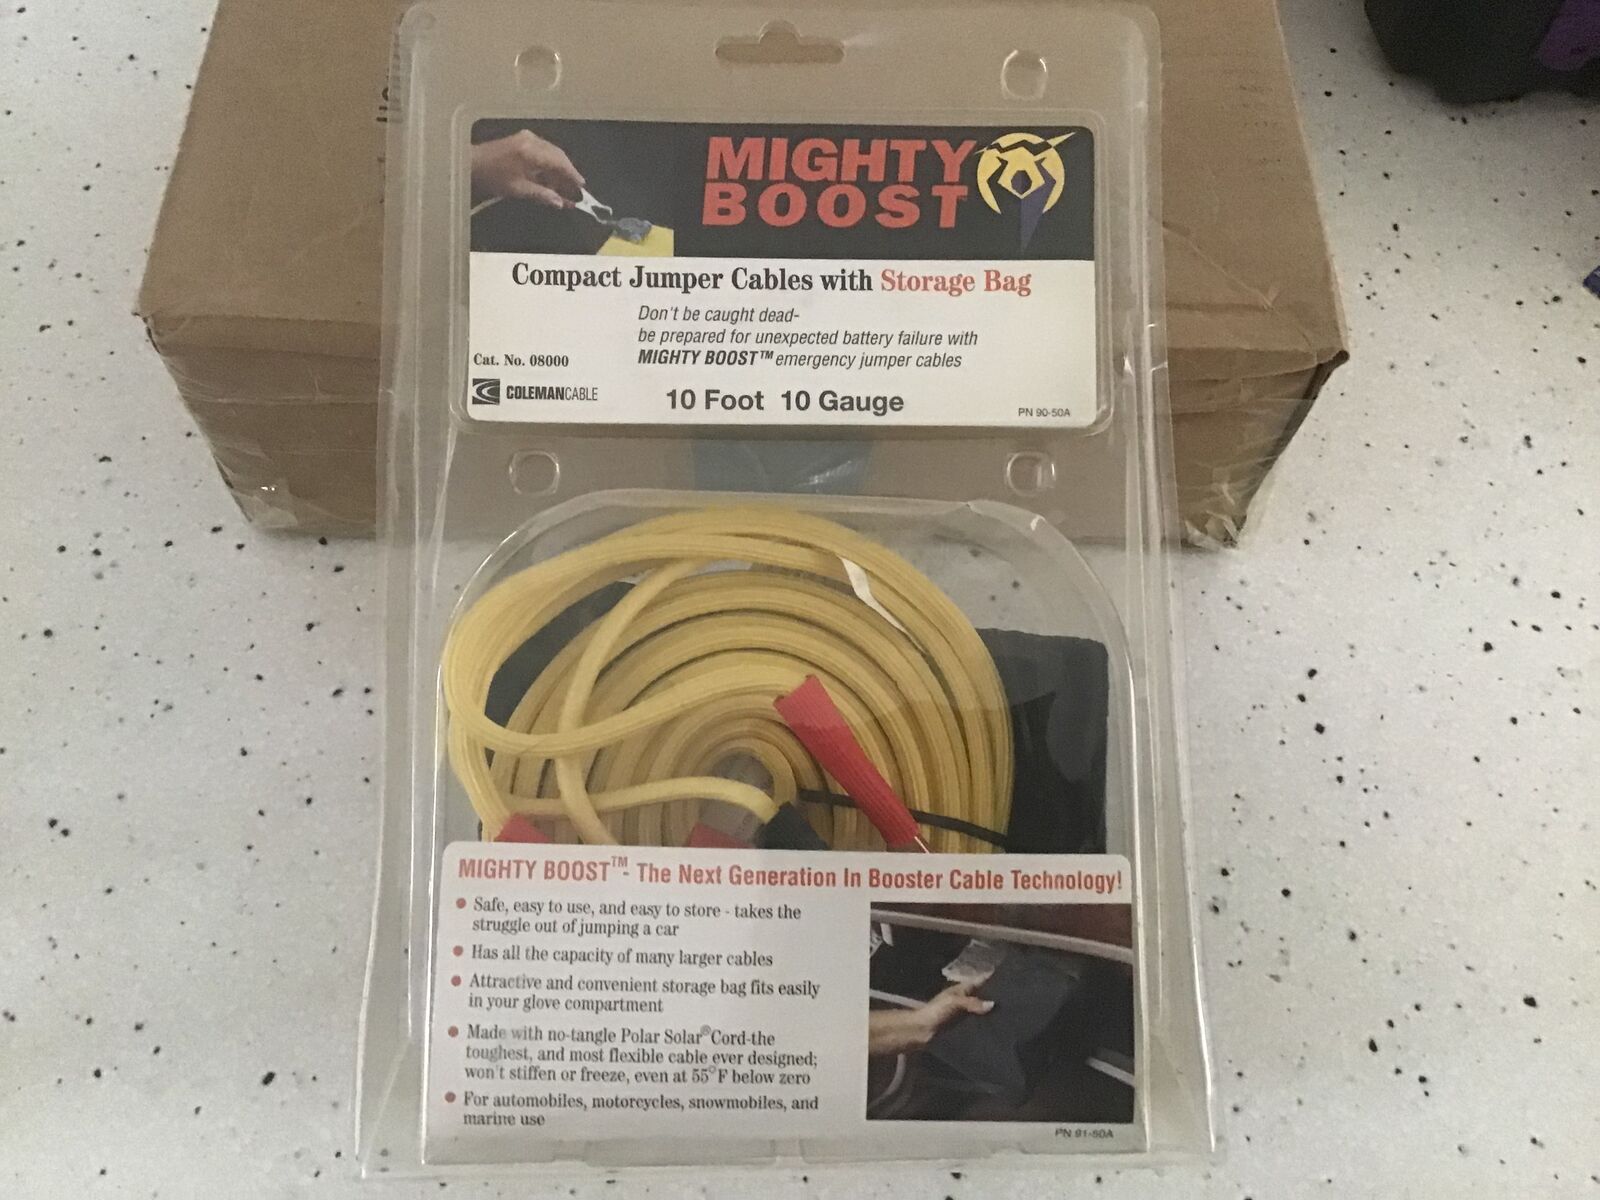 MIGHTY
BOOST
Compact Jumper Cables with Storage Bag
Don't be caught dead-
be prepared for unexpected battery failure with
MIGHTY BOOST™ emergency jumper cables
Cat. No. 08000
COLEMANCABLE
10 Foot 10 Gauge
PN 90-50A
MIGHTY BOOST™- The Next Generation In Booster Cable Technology!
• Safe, easy to use, and easy to store - takes the
struggle out of jumping a car
• Has all the capacity of many larger cables
• Attractive and convenient storage bag fits easily
in your glove compartment
• Made with no-tangle Polar Solar® Cord-the
toughest, and most flexible cable ever designed;
won't stiffen or freeze, even at 55°F below zero
• For automobiles, motorcycles, snowmobiles, and
marine use
PN 91-50A